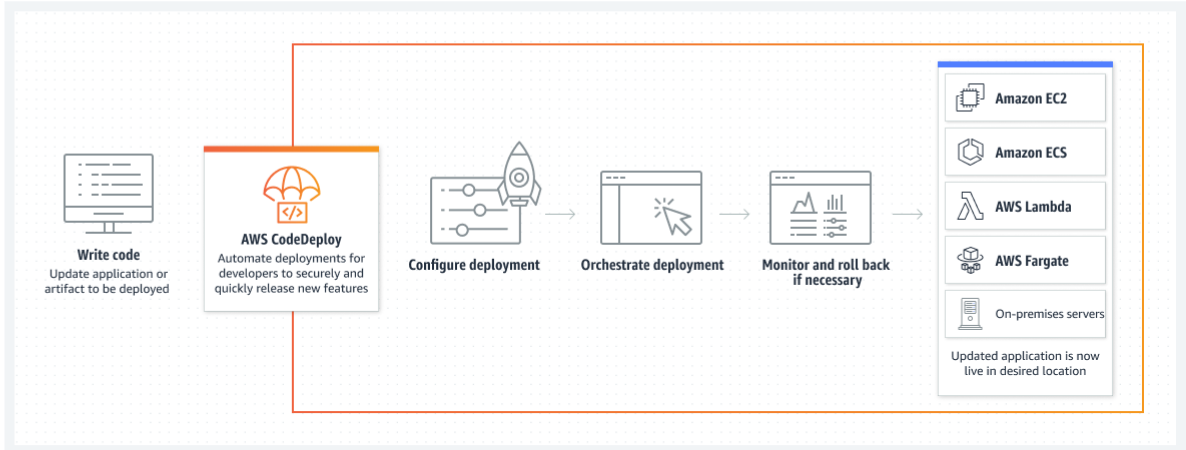 Write code
Update application or
artifact to be deployed
</>
AWS CodeDeploy
Automate deployments for
developers to securely and
quickly release new features
Configure deployment
Orchestrate deployment
Monitor and roll back
if necessary
Amazon EC2
Amazon ECS
AWS Lambda
AWS Fargate
On-premises servers
Updated application is now
live in desired location